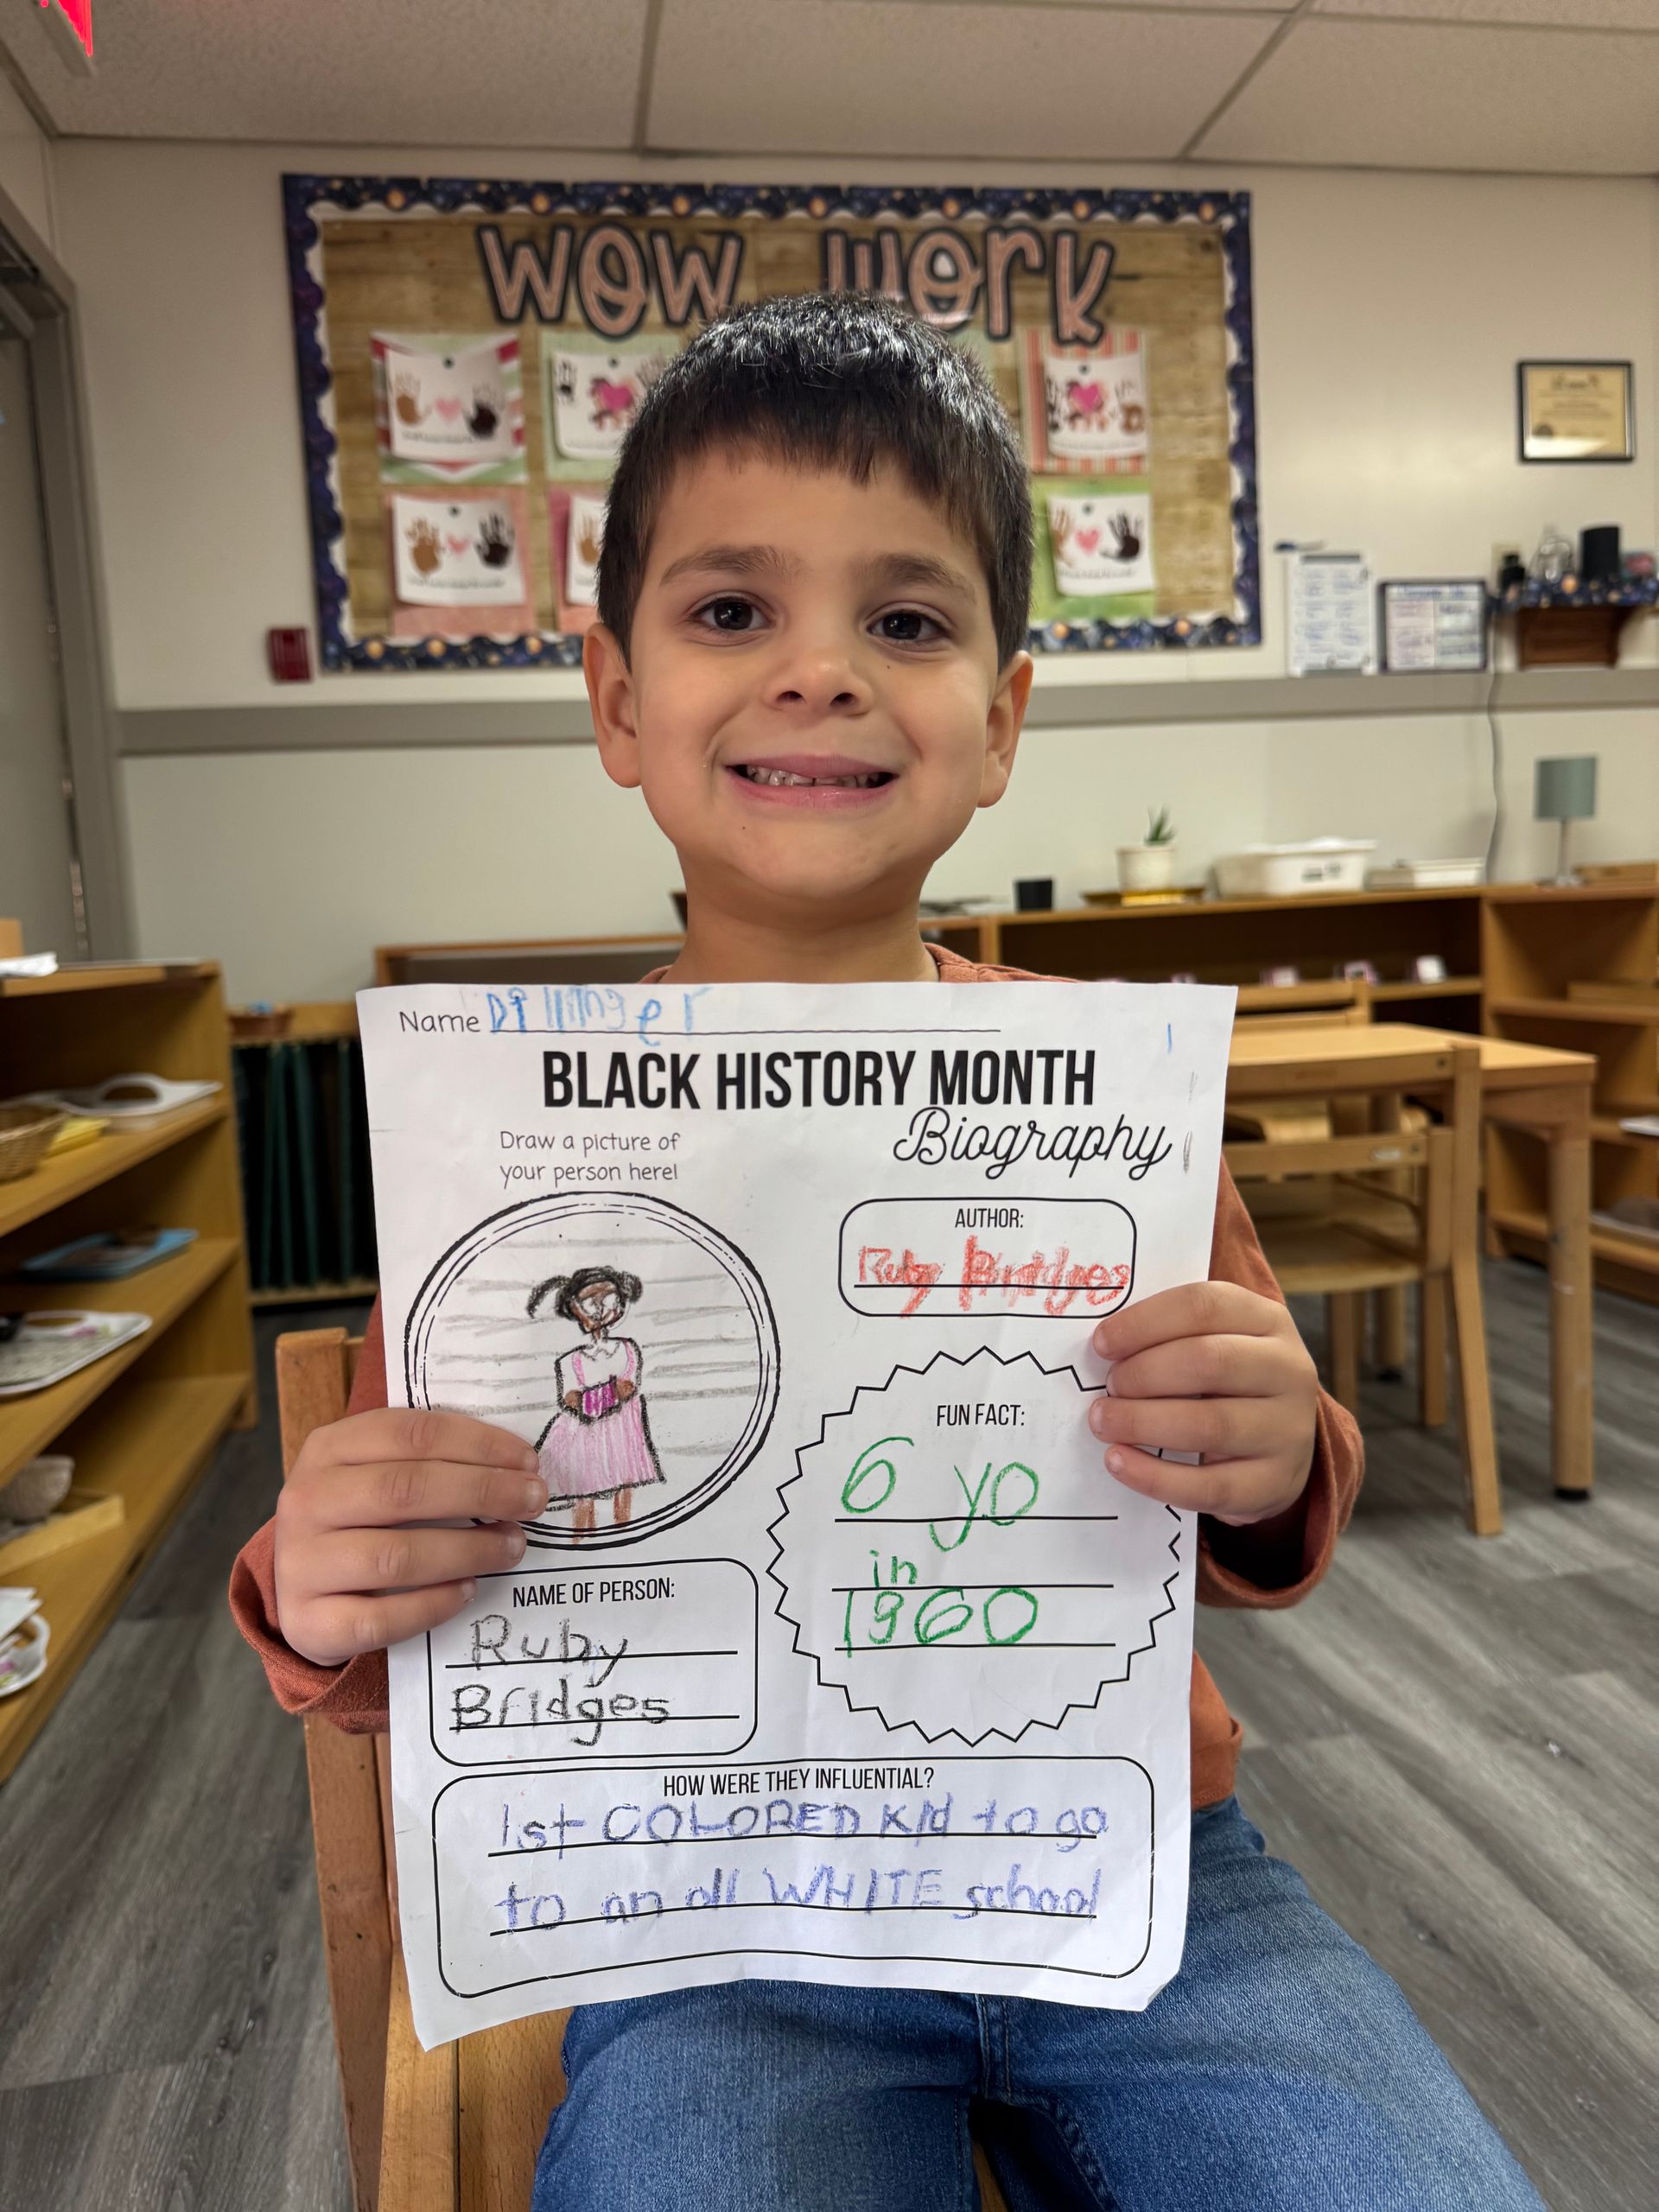 WOW WORK
Name Dillinger
BLACK HISTORY MONTH
Biography
Draw a picture of
your person here!
AUTHOR:
Ruby Bridges
FUN FACT:
6 yo
in
1960
NAME OF PERSON:
Ruby
Bridges
HOW WERE THEY INFLUENTIAL?
1st COLORED Kid to go
to an all WHITE school